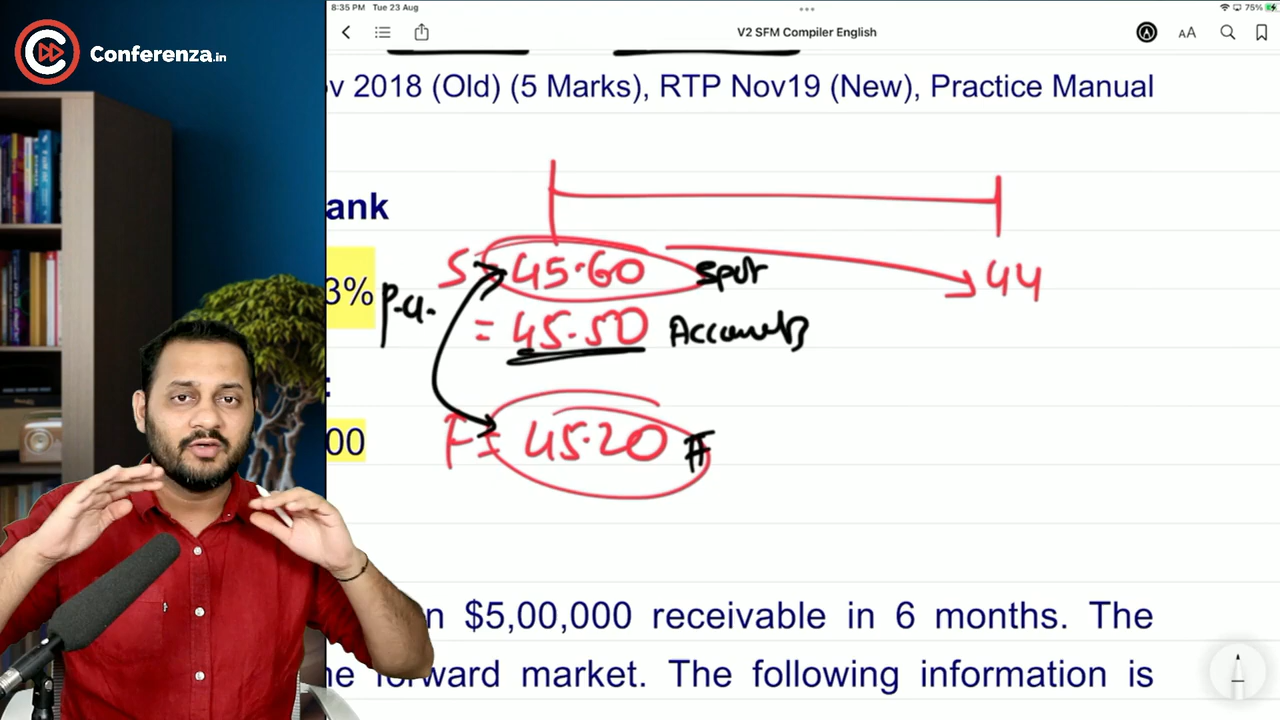 8:35 PM Tue 23 Aug
75%
Conferenza.in
V2 SFM Compiler English
AA
v 2018 (Old) (5 Marks), RTP Nov19 (New), Practice Manual
ank
3% p.a.
S = 45.60 Spot
44
= 45.50
:
F = 45.20
00
n $5,00,000 receivable in 6 months. The
ne forward market. The following information is